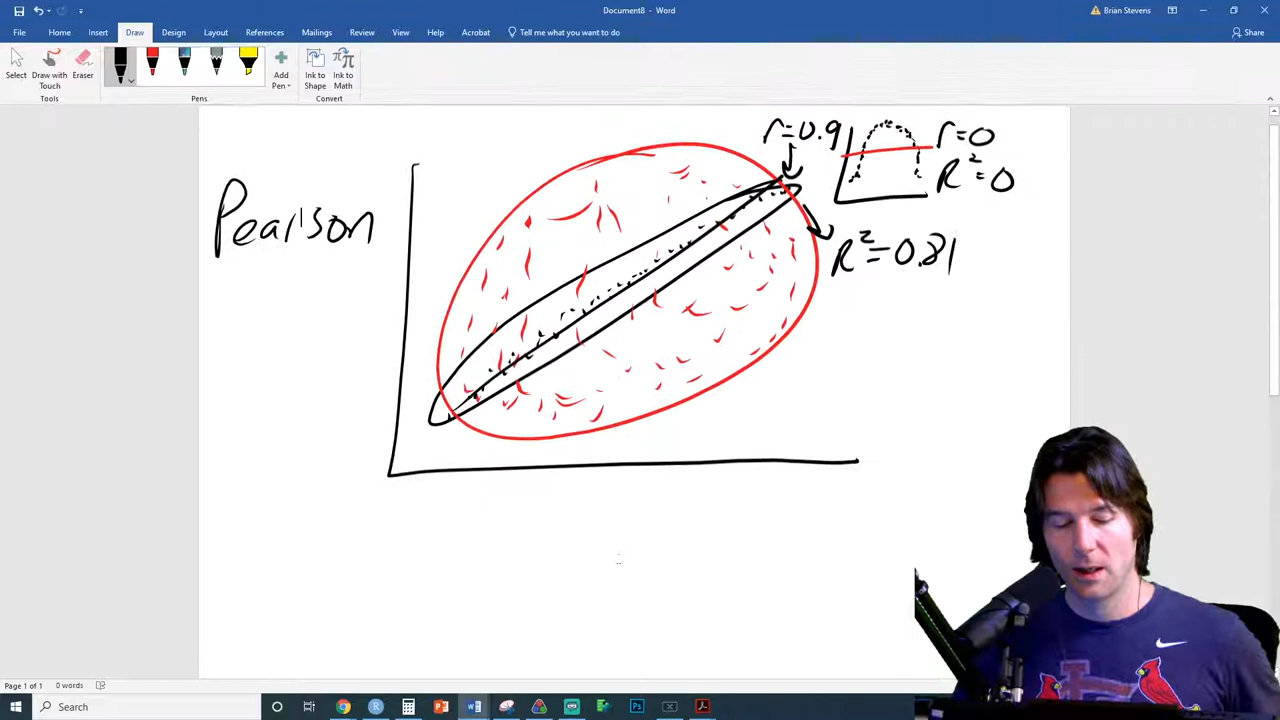 Document8 - Word
Brian Stevens
File Home Insert Draw Design Layout References Mailings Review View Help Acrobat Tell me what you want to do Share
Select Draw with Touch Eraser Add Pen Ink to Shape Ink to Math
Tools Pens Convert
Pearson
r=0.9
r=0
R²=0
R²=0.81
Page 1 of 1 0 words
Search